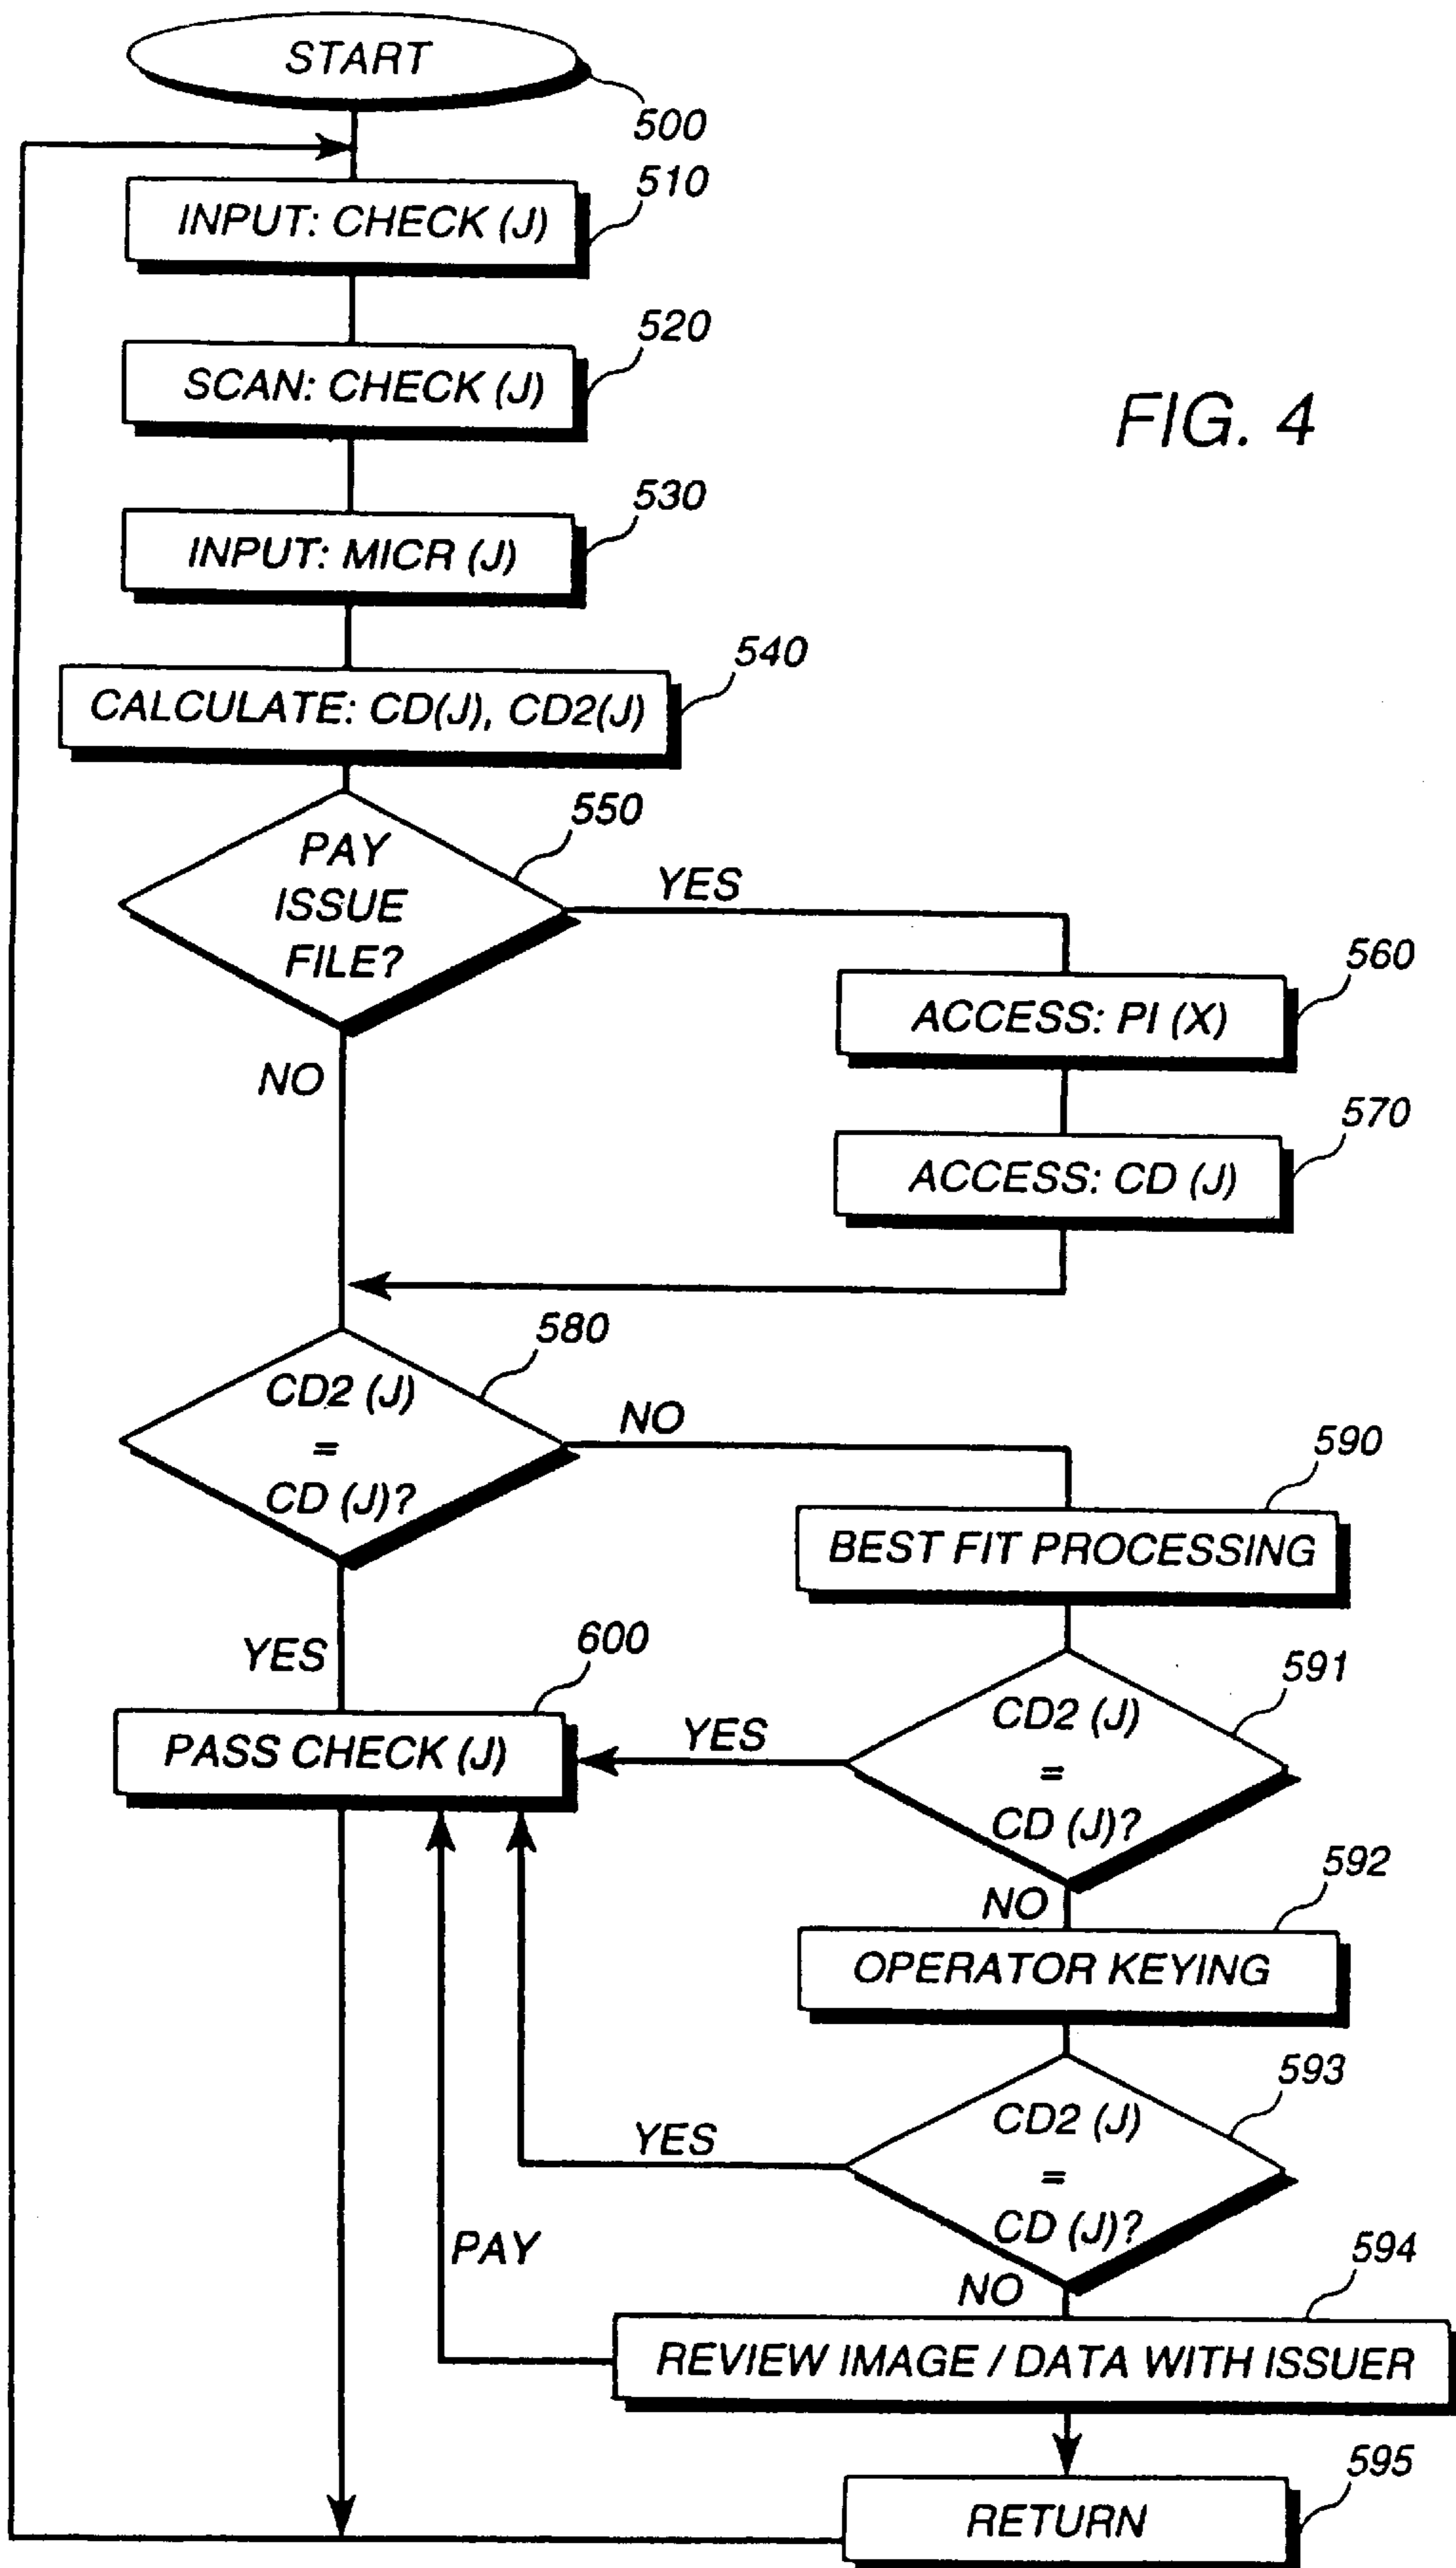 START
500
INPUT: CHECK (J)
510
SCAN: CHECK (J)
520
FIG. 4
INPUT: MICR (J)
530
CALCULATE: CD(J), CD2(J)
540
PAY
ISSUE
FILE?
550
YES
NO
ACCESS: PI (X)
560
ACCESS: CD (J)
570
CD2 (J)
=
CD (J)?
580
NO
YES
BEST FIT PROCESSING
590
PASS CHECK (J)
600
YES
CD2 (J)
=
CD (J)?
591
NO
OPERATOR KEYING
592
CD2 (J)
=
CD (J)?
593
YES
NO
PAY
REVIEW IMAGE / DATA WITH ISSUER
594
RETURN
595